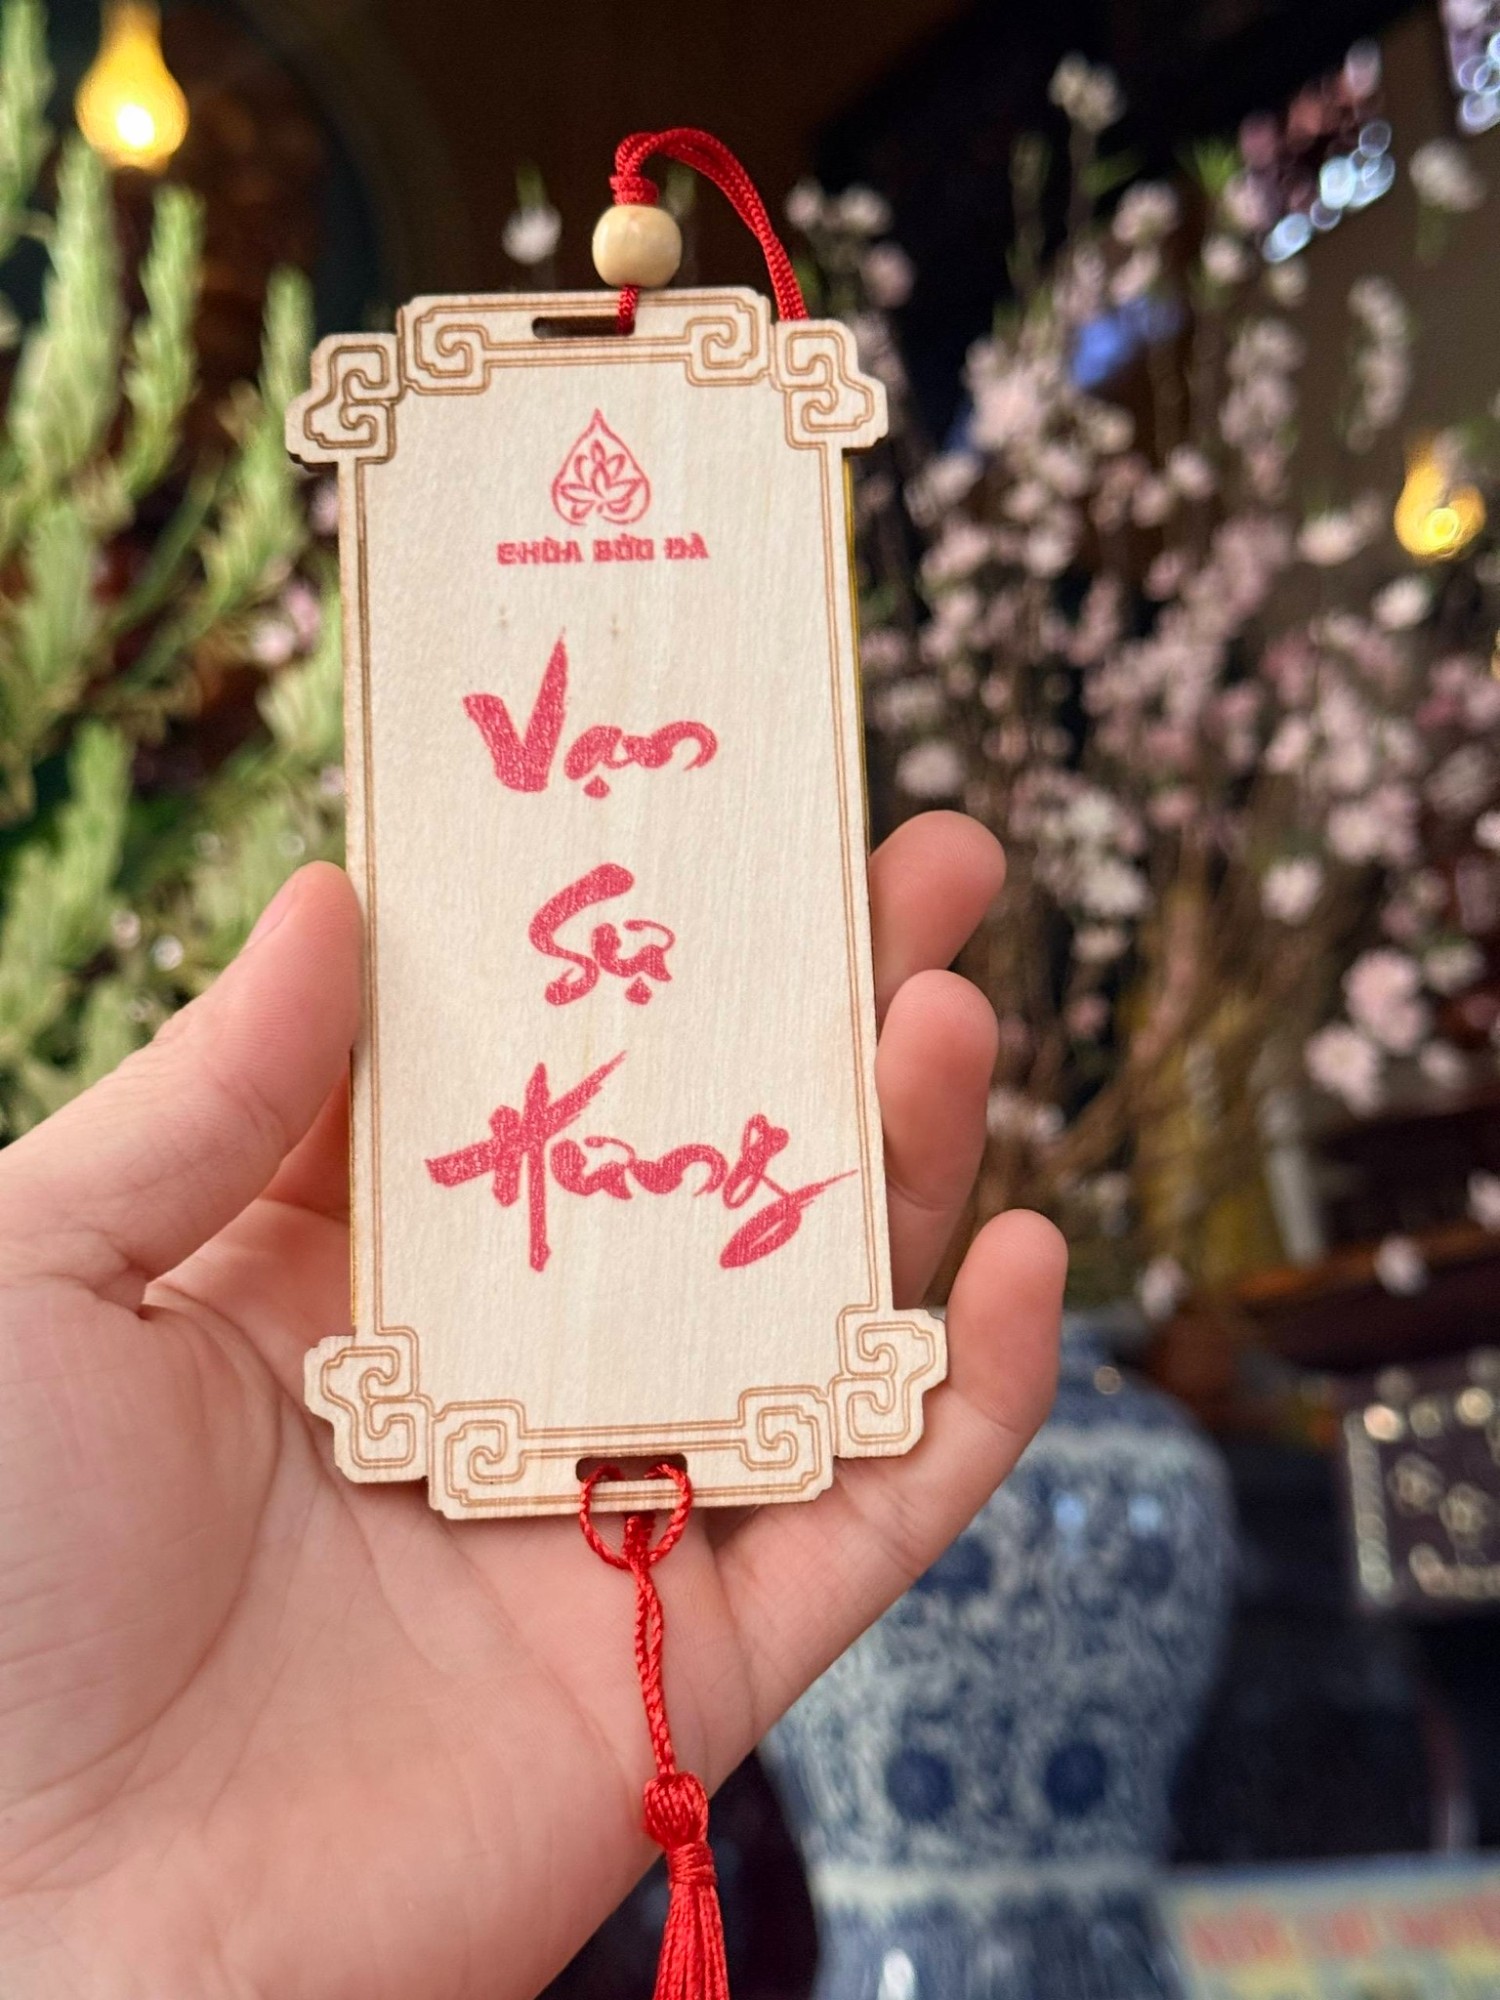 CHÙA BỬU ĐÀ
Vạn
Sự
Hưng